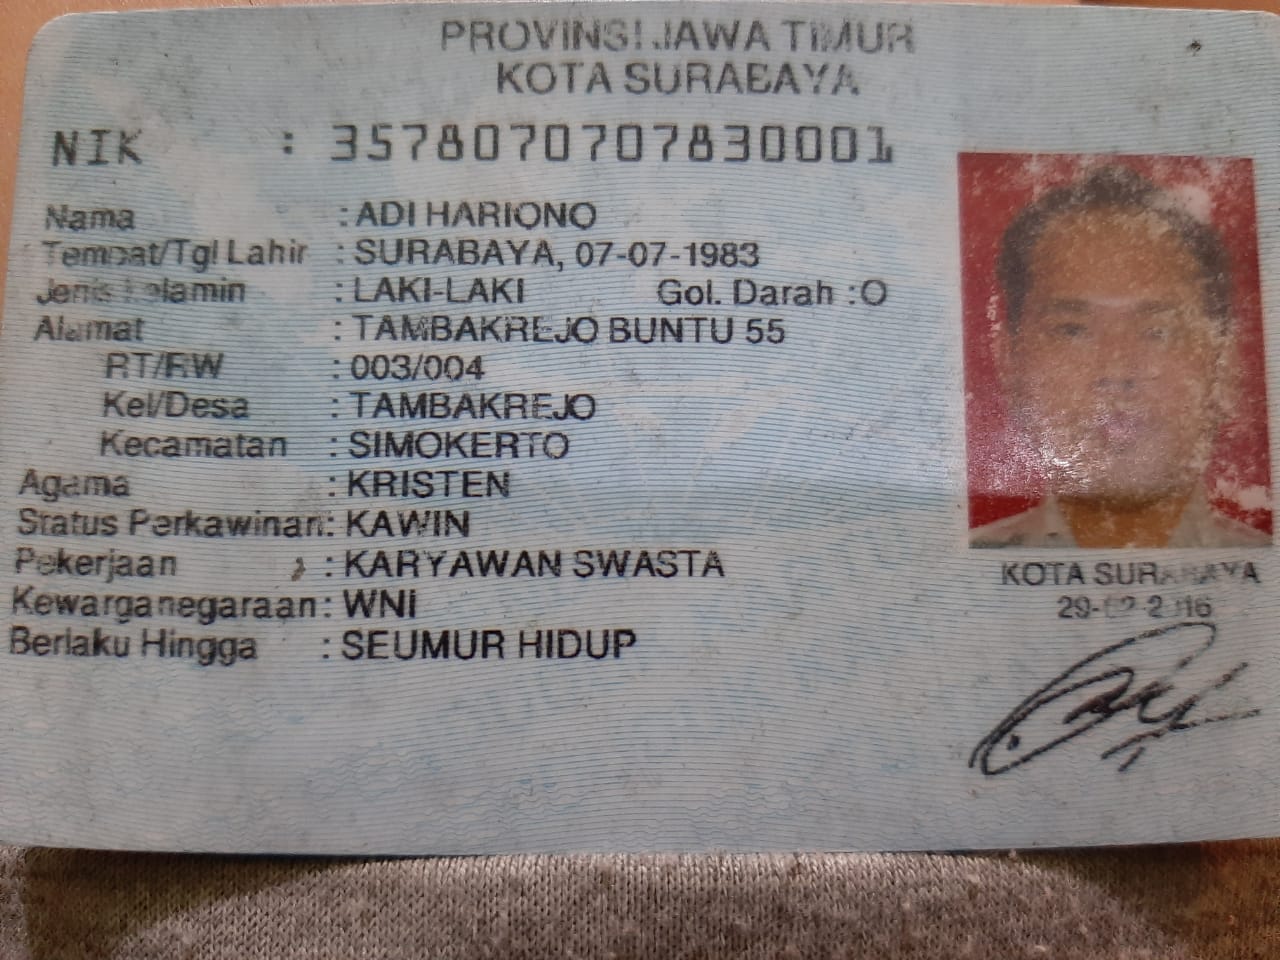 PROVINSI JAWA TIMUR
KOTA SURABAYA
NIK : 3578070707830001
Nama : ADI HARIONO
Tempat/Tgl Lahir : SURABAYA, 07-07-1983
Jenis Kelamin : LAKI-LAKI Gol. Darah : O
Alamat : TAMBAKREJO BUNTU 55
RT/RW : 003/004
Kel/Desa : TAMBAKREJO
Kecamatan : SIMOKERTO
Agama : KRISTEN
Status Perkawinan: KAWIN
Pekerjaan : KARYAWAN SWASTA
Kewarganegaraan: WNI
Berlaku Hingga : SEUMUR HIDUP
KOTA SURABAYA